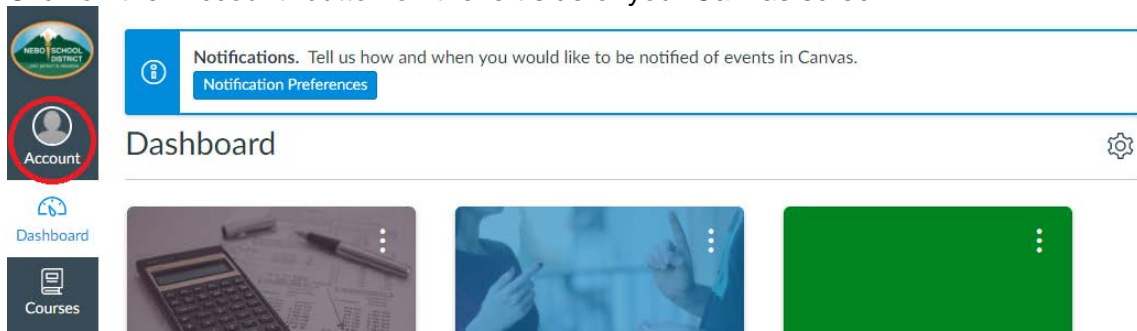 NEBO SCHOOL
DISTRICT
Notifications. Tell us how and when you would like to be notified of events in Canvas.
Notification Preferences
Account
Dashboard
Dashboard
Courses